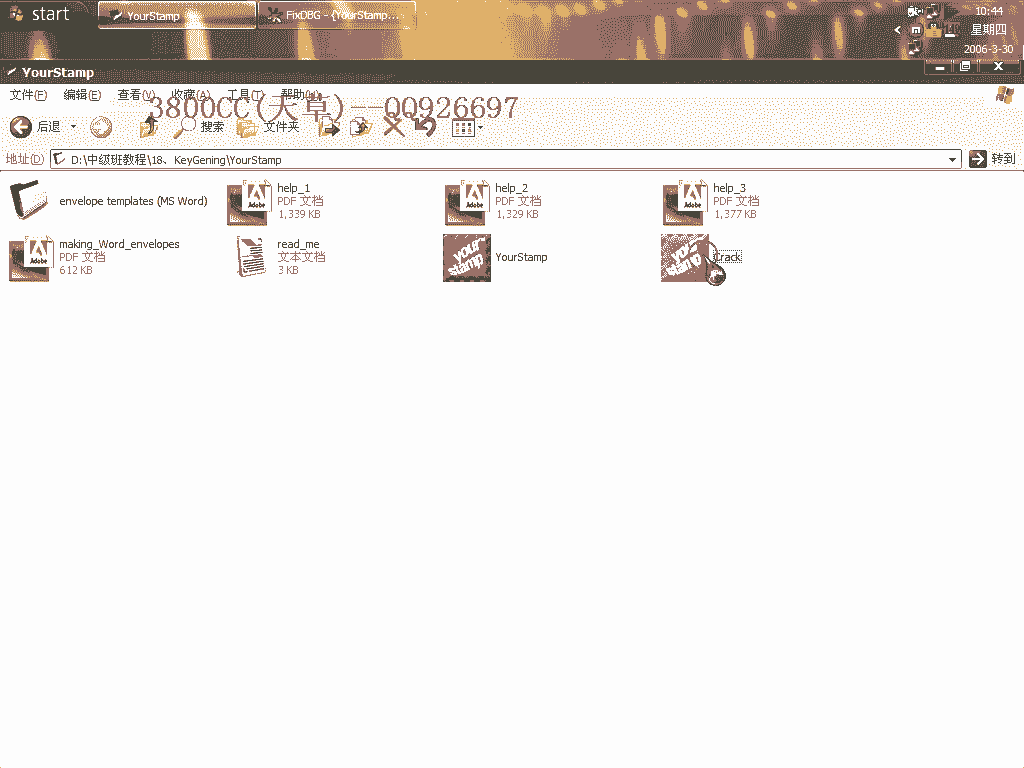 start
YourStamp
FixDBG - {YourStamp...
10:44
星期四
2006-3-30
YourStamp
文件(F) 编辑(E) 查看(V) 收藏(A) 工具(T) 帮助(H)
3800CC(天草)--QQ926697
后退 搜索 文件夹
地址(D) D:\中级班教程\18、KeyGening\YourStamp 转到
envelope templates (MS Word)
help_1
PDF 文档
1,339 KB
help_2
PDF 文档
1,329 KB
help_3
PDF 文档
1,377 KB
making_Word_envelopes
PDF 文档
612 KB
read_me
文本文档
3 KB
YourStamp
Crack